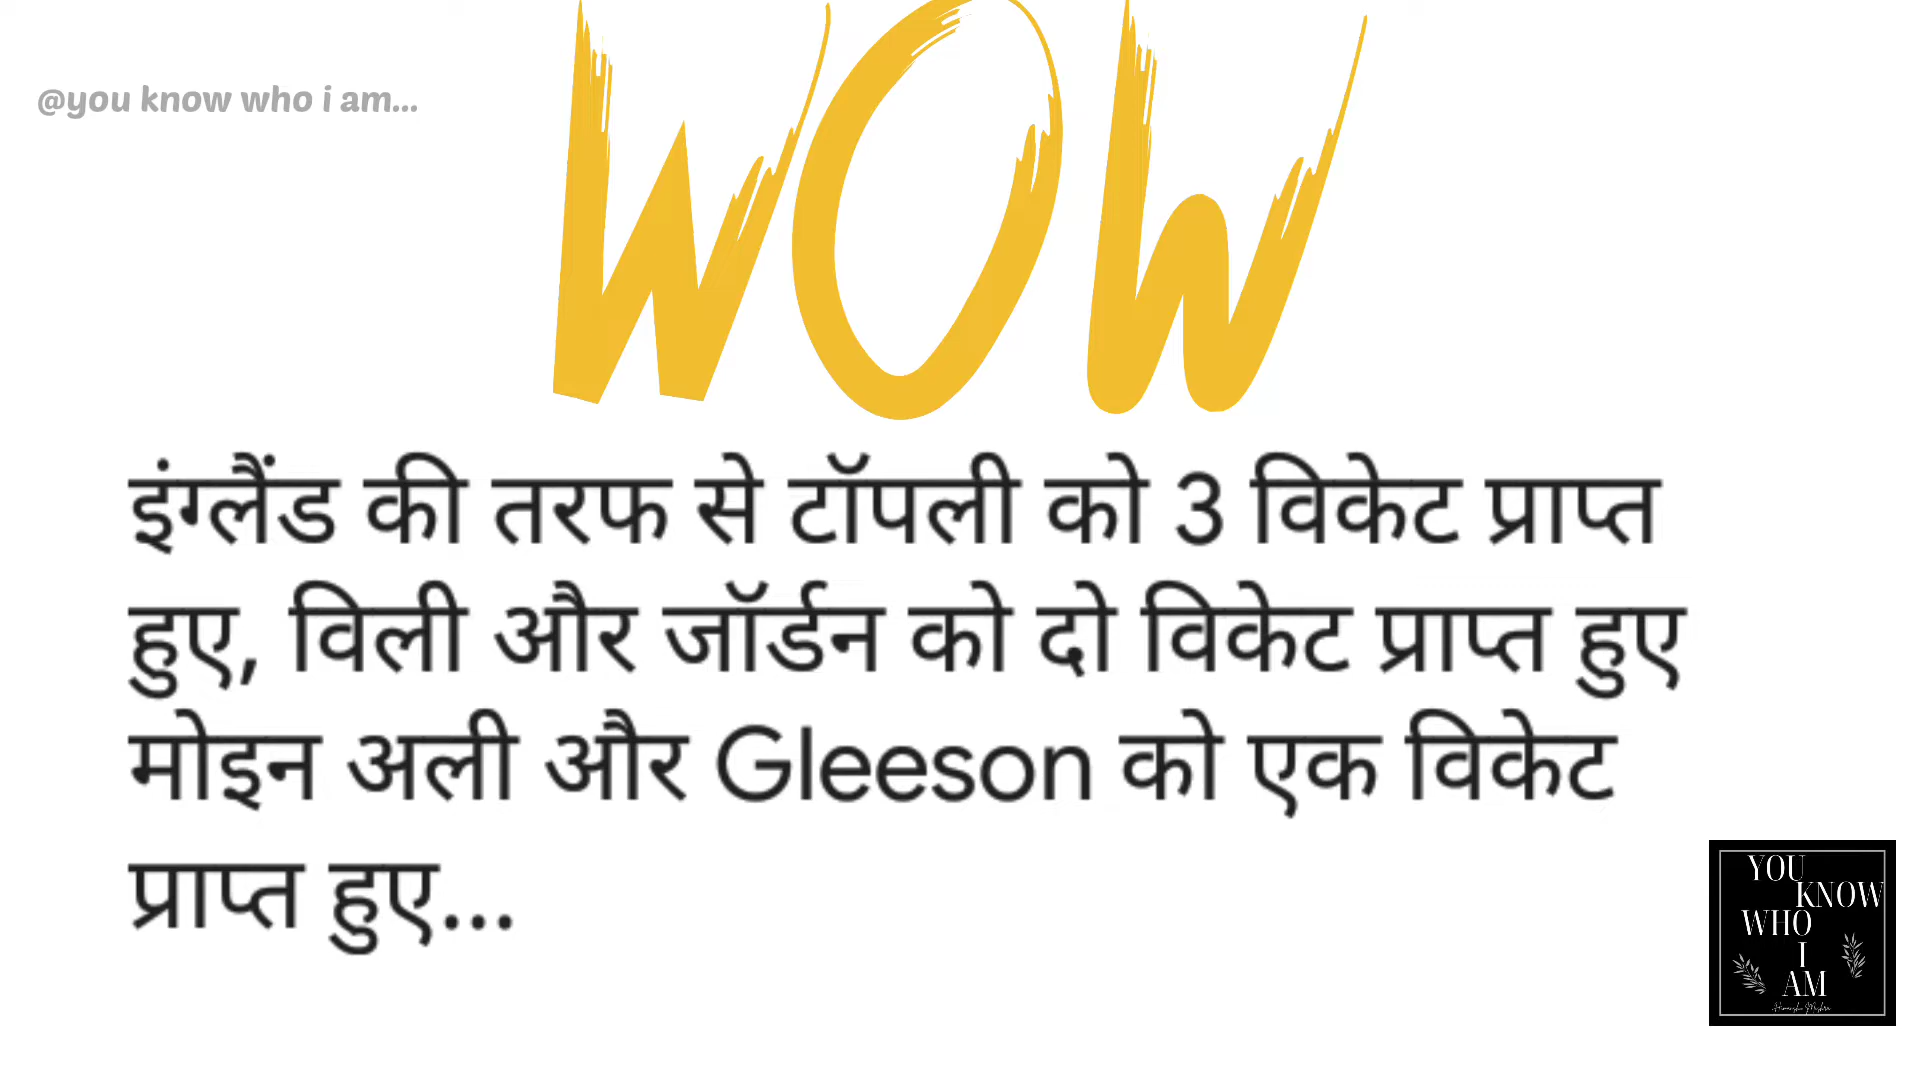 WOW
@you know who i am...
इंग्लैंड की तरफ से टॉपली को 3 विकेट प्राप्त
हुए, विली और जॉर्डन को दो विकेट प्राप्त हुए
मोइन अली और Gleeson को एक विकेट
प्राप्त हुए...
YOU
KNOW
WHO
I
AM